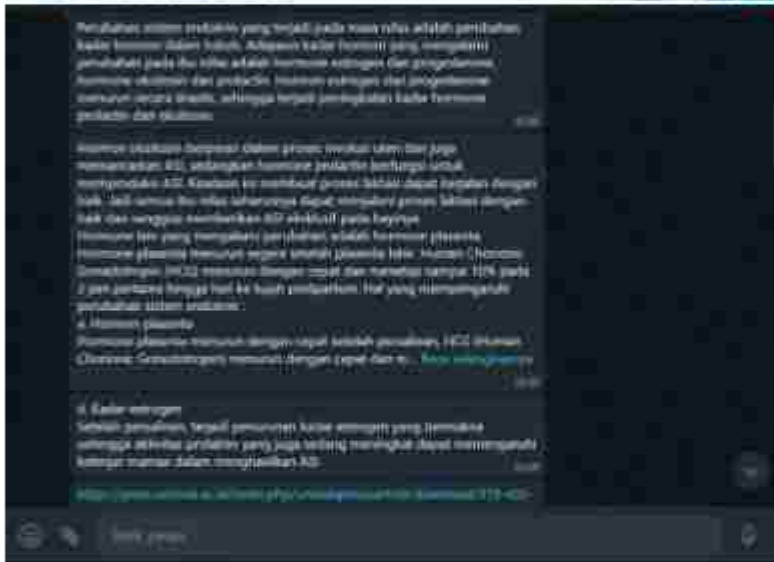 Perubahan sistem endokrin yang terjadi pada masa nifas adalah perubahan
kadar hormon dalam tubuh. Adapaun kadar hormon yang mengalami
perubahan pada ibu nifas adalah hormone estrogen dan progesterone,
hormone oksitosin dan prolactin. Hormon estrogen dan progesterone
menurun secara drastis, sehingga terjadi peningkatan kadar hormone
prolactin dan oksitosin.
Hormon oksitosin berperan dalam proses involusi uteri dan juga
memancarkan ASI, sedangkan hormone prolactin berfungsi untuk
memproduksi ASI. Keadaan ini membuat proses laktasi dapat berjalan dengan
baik. Jadi semua ibu nifas seharusnya dapat menjalani proses laktasi dengan
baik dan sanggup memberikan ASI eksklusif pada bayinya.
Hormone lain yang mengalami perubahan adalah hormone plasenta.
Hormone plasenta menurun segera setelah plasenta lahir. Human Chorionic
Gonadotropin (HCG) menurun dengan cepat dan menetap sampai 10% pada
3 jam pertama hingga hari ke tujuh postpartum. Hal yang mempengaruhi
perubahan sistem endokrin:
a. Hormon plasenta
Hormone plasenta menurun dengan cepat setelah persalinan, HCG (Human
Chorionic Gonadotropin) menurun dengan cepat dan m... Baca selengkapnya
d. Kadar estrogen
Setelah persalinan, terjadi penurunan kadar estrogen yang bermakna
sehingga aktivitas prolaktin yang juga sedang meningkat dapat mempengaruhi
kelenjar mamae dalam menghasilkan ASI.
Ketik pesan